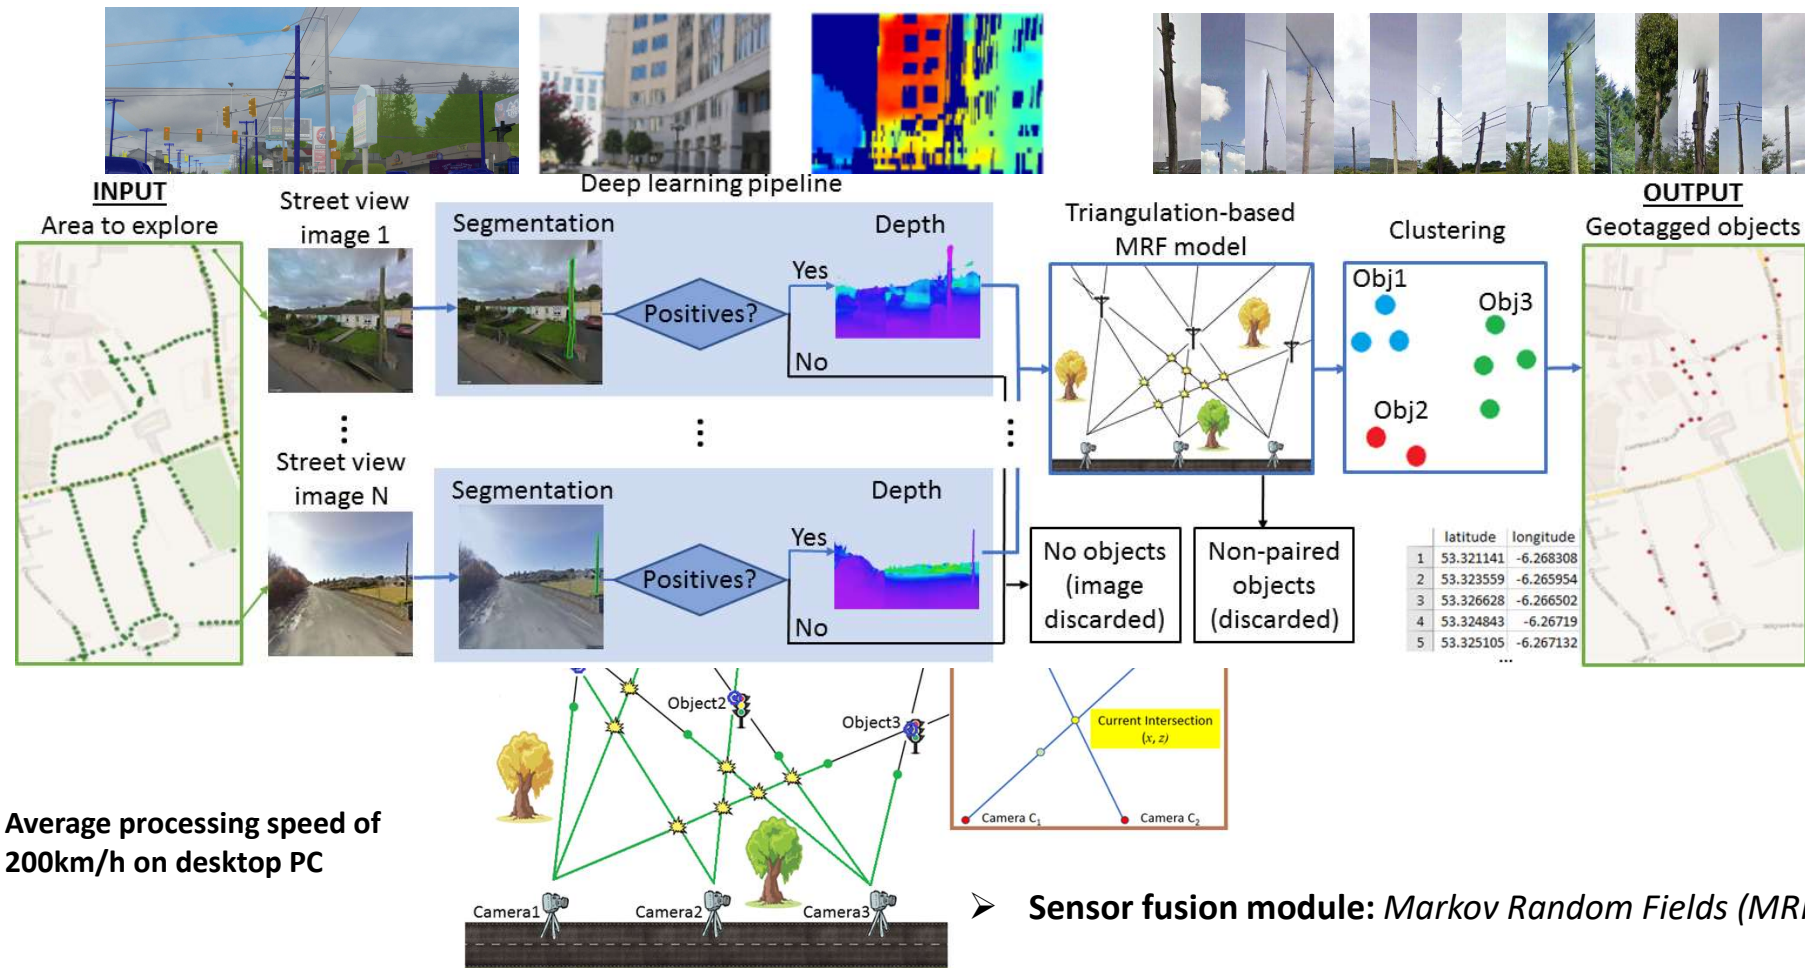 INPUT
Area to explore
Street view
image 1
Deep learning pipeline
Segmentation
Depth
Positives?
Yes
No
Triangulation-based
MRF model
Clustering
Obj1
Obj3
Obj2
OUTPUT
Geotagged objects
Street view
image N
Segmentation
Depth
Positives?
Yes
No
No objects
(image
discarded)
Non-paired
objects
(discarded)
latitude longitude
1 53.321141 -6.268308
2 53.323559 -6.265954
3 53.326628 -6.266502
4 53.324843 -6.26719
5 53.325105 -6.267132
...
Object2
Object3
Current Intersection
(x, z)
Camera C1
Camera C2
Average processing speed of
200km/h on desktop PC
Camera1
Camera2
Camera3
➢ Sensor fusion module: Markov Random Fields (MR